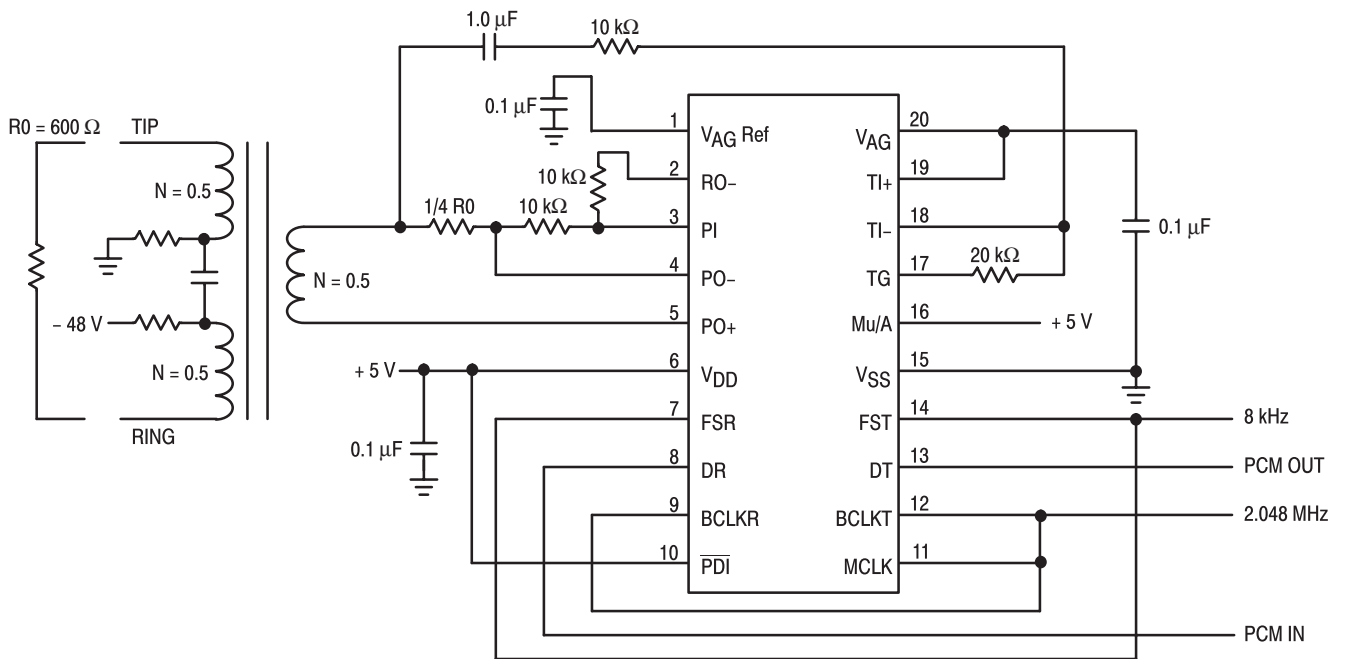 1.0 µF
10 kΩ
0.1 µF
R0 = 600 Ω
TIP
N = 0.5
– 48 V
N = 0.5
RING
N = 0.5
1/4 R0
10 kΩ
10 kΩ
+ 5 V
0.1 µF
1
VAG Ref
2
RO–
3
PI
4
PO–
5
PO+
6
VDD
7
FSR
8
DR
9
BCLKR
10
PDI
20
VAG
19
TI+
18
TI–
17
TG
20 kΩ
16
Mu/A
+ 5 V
15
VSS
14
FST
8 kHz
13
DT
PCM OUT
12
BCLKT
2.048 MHz
11
MCLK
0.1 µF
PCM IN